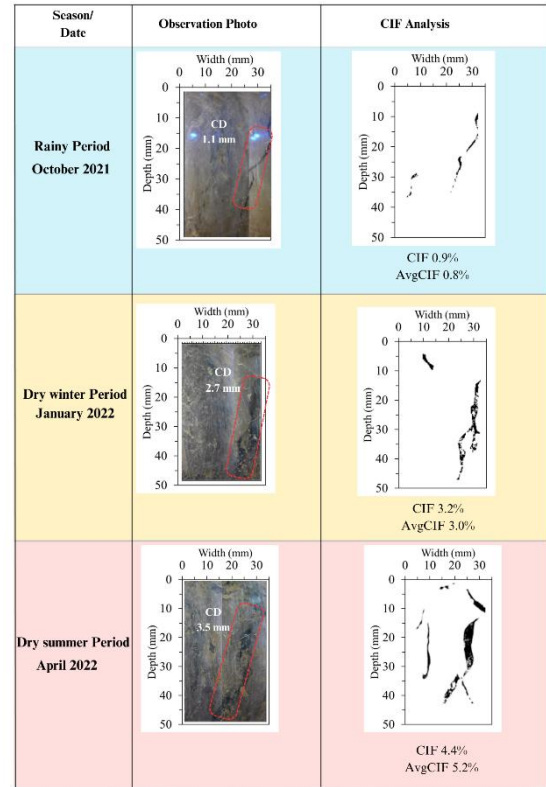 Season/
Date
Observation Photo
CIF Analysis
Rainy Period
October 2021
Width (mm)
0 10 20 30
Depth (mm)
0
10
20
30
40
50
CD
1.1 mm
Width (mm)
0 10 20 30
Depth (mm)
0
10
20
30
40
50
CIF 0.9%
AvgCIF 0.8%
Dry winter Period
January 2022
Width (mm)
0 10 20 30
Depth (mm)
0
10
20
30
40
50
CD
2.7 mm
Width (mm)
0 10 20 30
Depth (mm)
0
10
20
30
40
50
CIF 3.2%
AvgCIF 3.0%
Dry summer Period
April 2022
Width (mm)
0 10 20 30
Depth (mm)
0
10
20
30
40
50
CD
3.5 mm
Width (mm)
0 10 20 30
Depth (mm)
0
10
20
30
40
50
CIF 4.4%
AvgCIF 5.2%